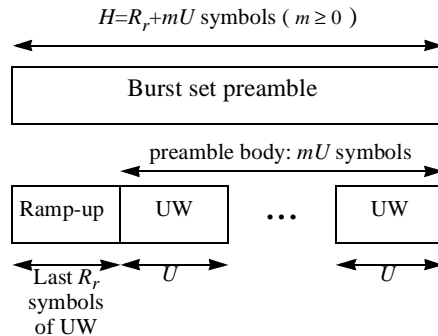 H=Rr+mU symbols ( m ≥ 0 )
Burst set preamble
preamble body: mU symbols
Ramp-up UW ... UW
Last Rr U U
symbols
of UW